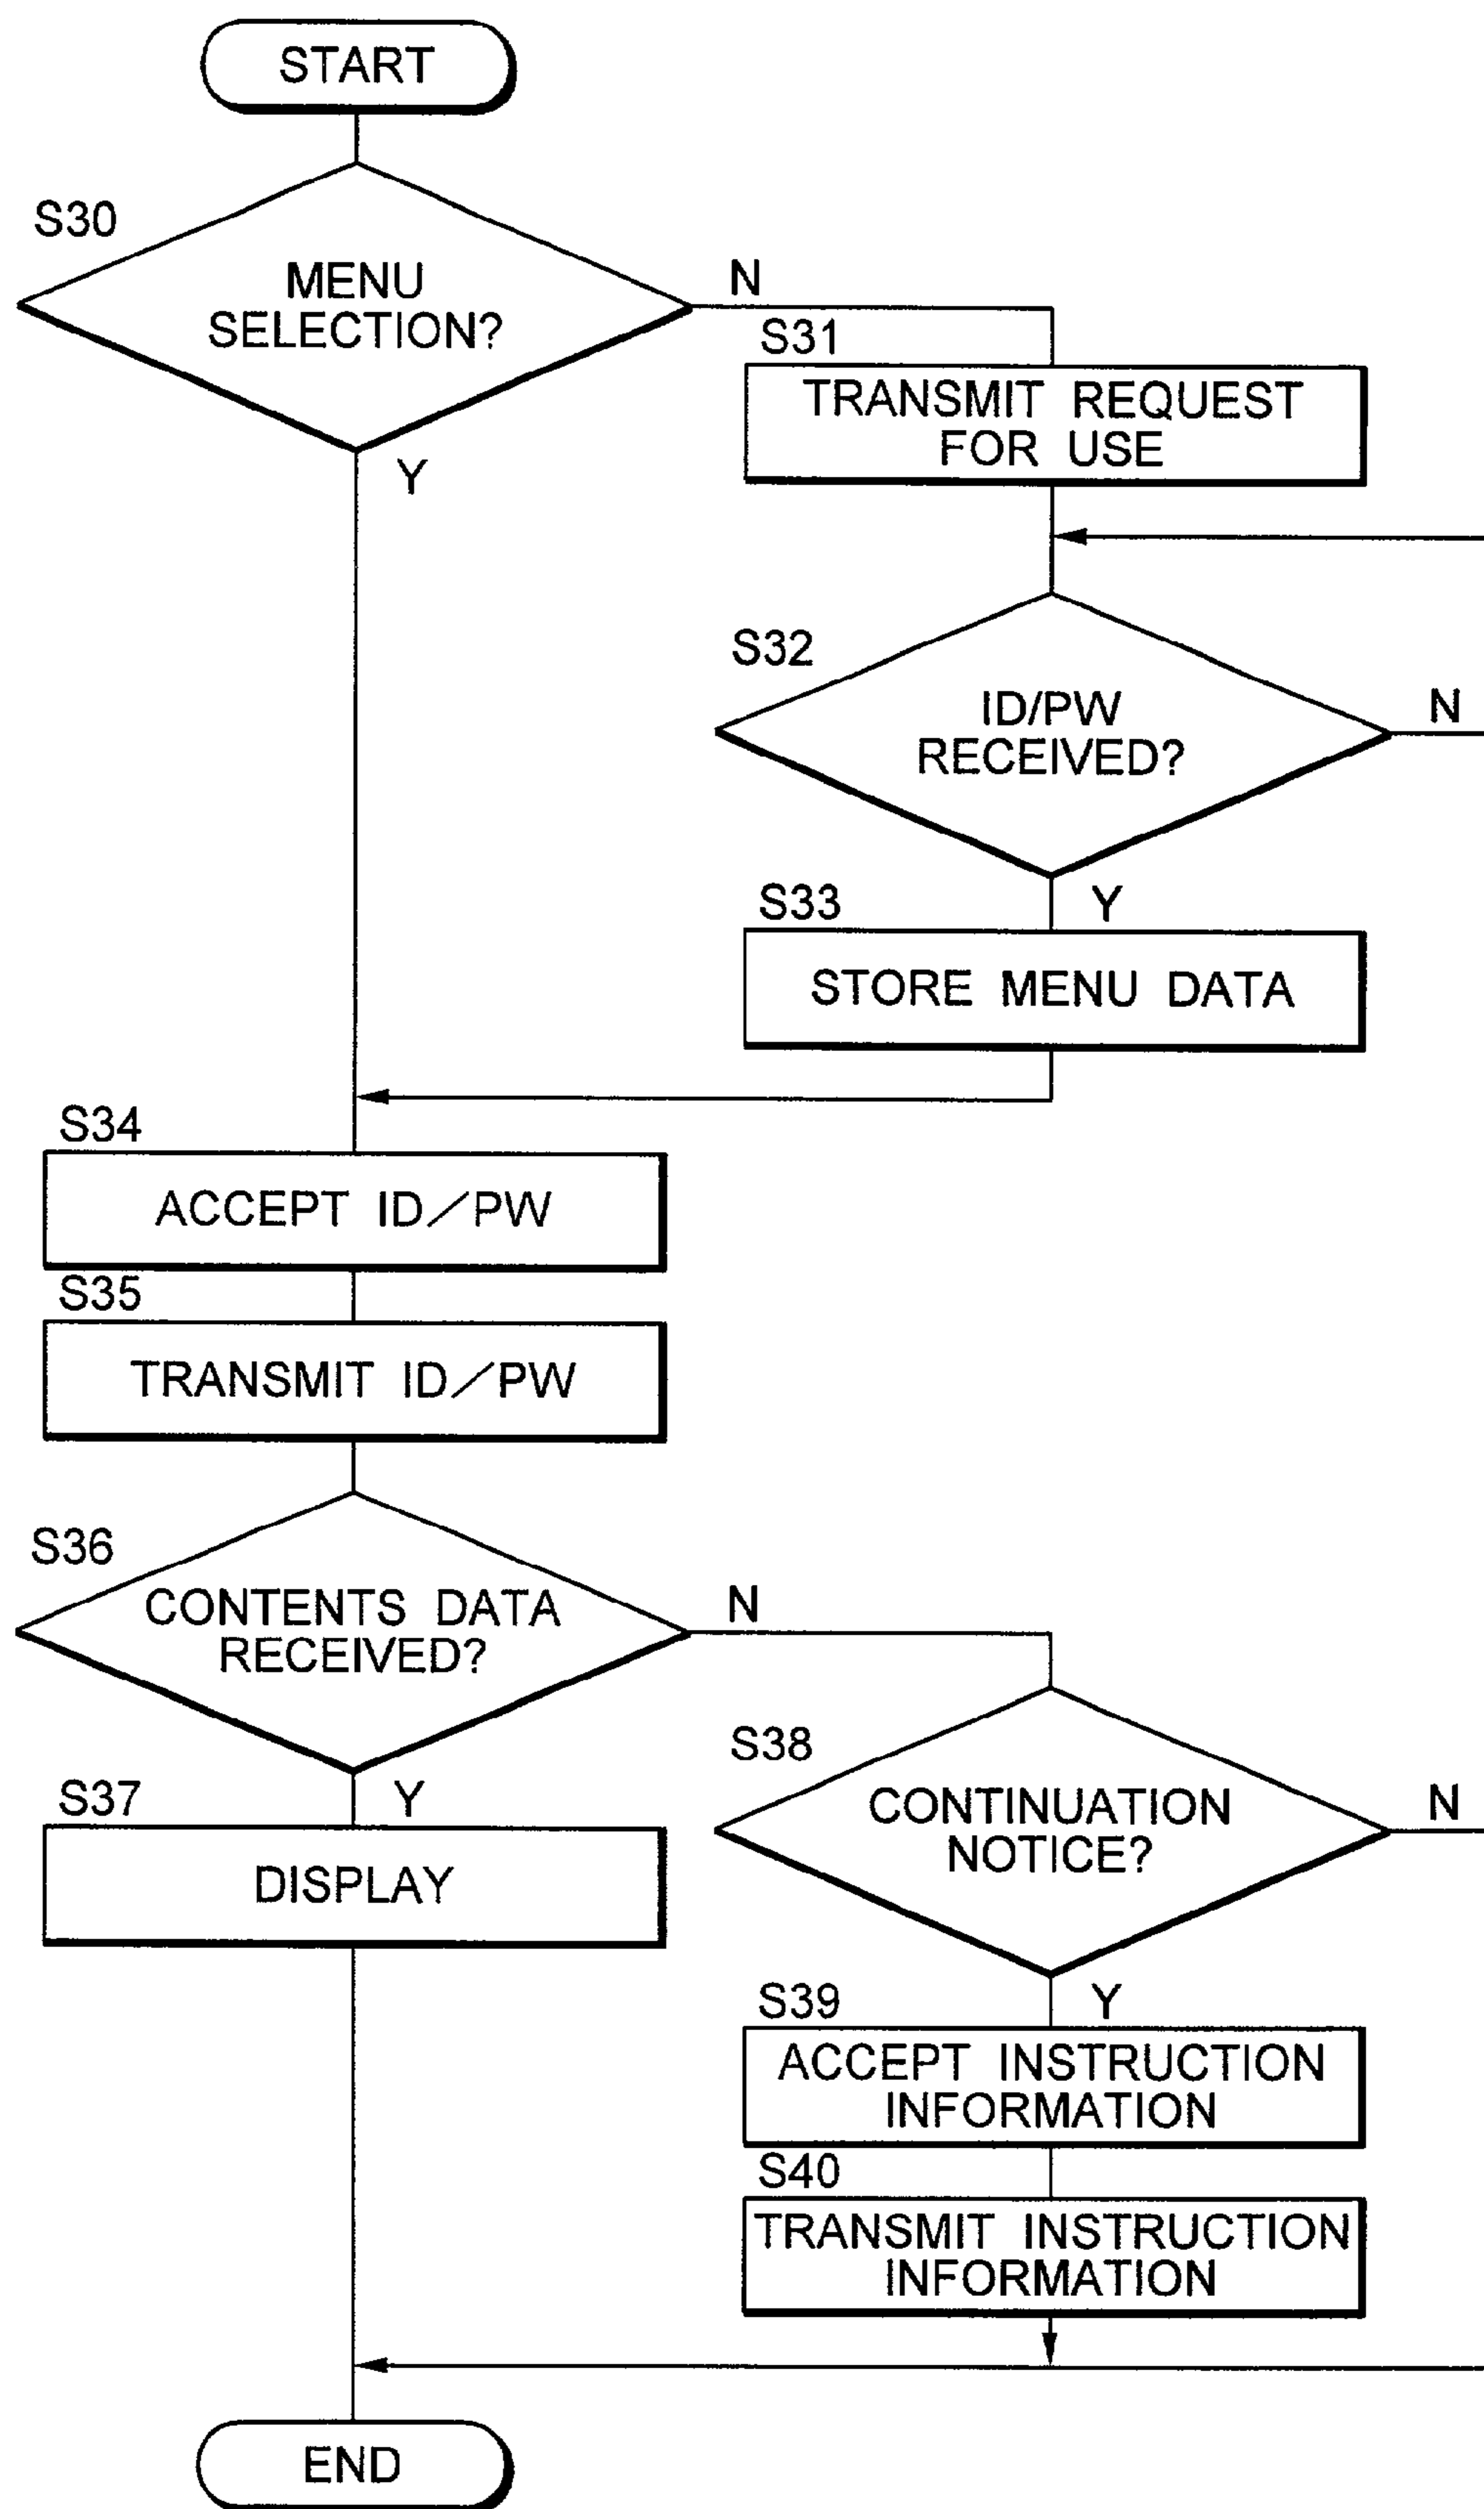 START
S30
MENU
SELECTION?
N
Y
S31
TRANSMIT REQUEST
FOR USE
S32
ID/PW
RECEIVED?
N
Y
S33
STORE MENU DATA
S34
ACCEPT ID/PW
S35
TRANSMIT ID/PW
S36
CONTENTS DATA
RECEIVED?
N
Y
S37
DISPLAY
S38
CONTINUATION
NOTICE?
N
Y
S39
ACCEPT INSTRUCTION
INFORMATION
S40
TRANSMIT INSTRUCTION
INFORMATION
END